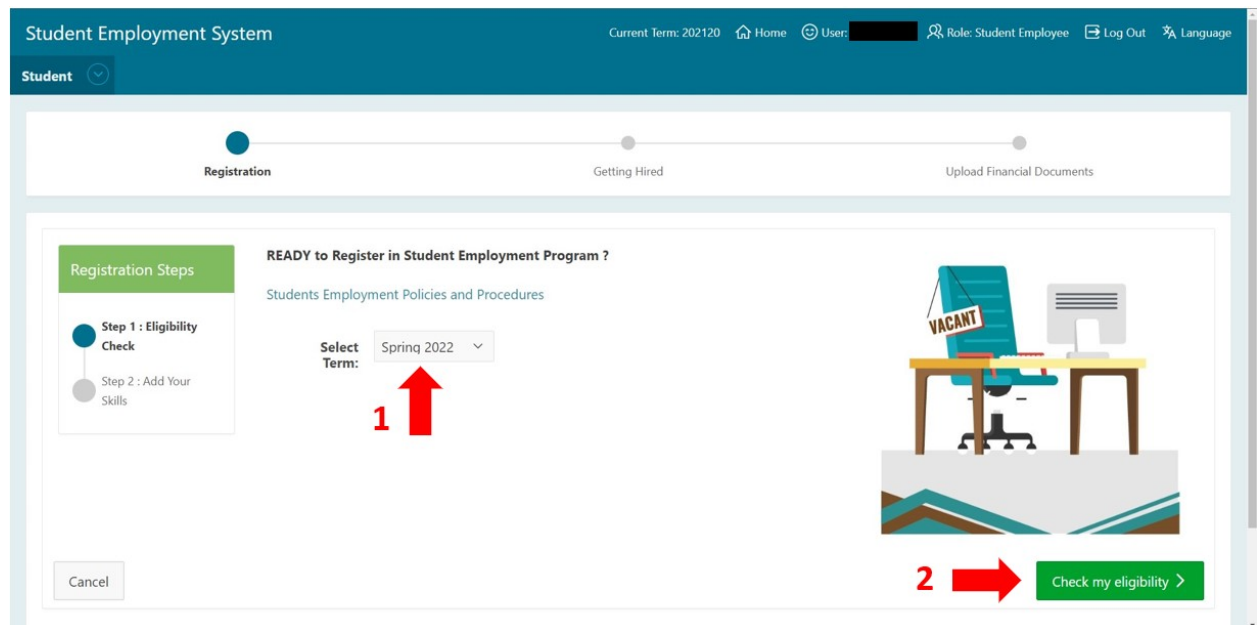 Student Employment System
Current Term: 202120 Home User: Role: Student Employee Log Out Language
Student
Registration
Getting Hired
Upload Financial Documents
Registration Steps
Step 1 : Eligibility
Check
Step 2 : Add Your
Skills
READY to Register in Student Employment Program ?
Students Employment Policies and Procedures
Select
Term:
Spring 2022
1
VACANT
Cancel
2
Check my eligibility